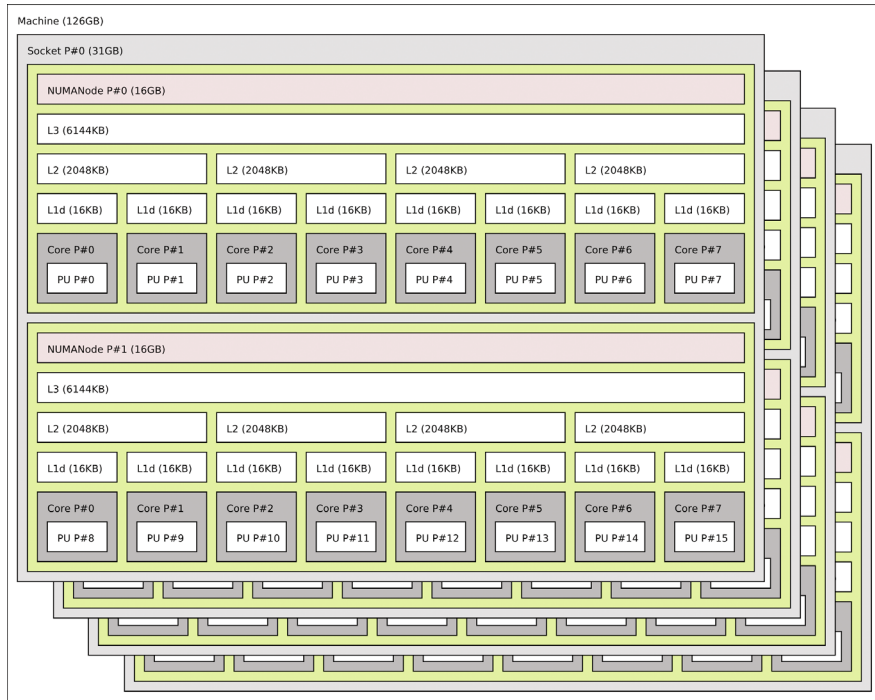 Machine (126GB)
Socket P#0 (31GB)
NUMANode P#0 (16GB)
L3 (6144KB)
L2 (2048KB) L2 (2048KB) L2 (2048KB) L2 (2048KB)
L1d (16KB) L1d (16KB) L1d (16KB) L1d (16KB) L1d (16KB) L1d (16KB) L1d (16KB) L1d (16KB)
Core P#0 Core P#1 Core P#2 Core P#3 Core P#4 Core P#5 Core P#6 Core P#7
PU P#0 PU P#1 PU P#2 PU P#3 PU P#4 PU P#5 PU P#6 PU P#7
NUMANode P#1 (16GB)
L3 (6144KB)
L2 (2048KB) L2 (2048KB) L2 (2048KB) L2 (2048KB)
L1d (16KB) L1d (16KB) L1d (16KB) L1d (16KB) L1d (16KB) L1d (16KB) L1d (16KB) L1d (16KB)
Core P#0 Core P#1 Core P#2 Core P#3 Core P#4 Core P#5 Core P#6 Core P#7
PU P#8 PU P#9 PU P#10 PU P#11 PU P#12 PU P#13 PU P#14 PU P#15